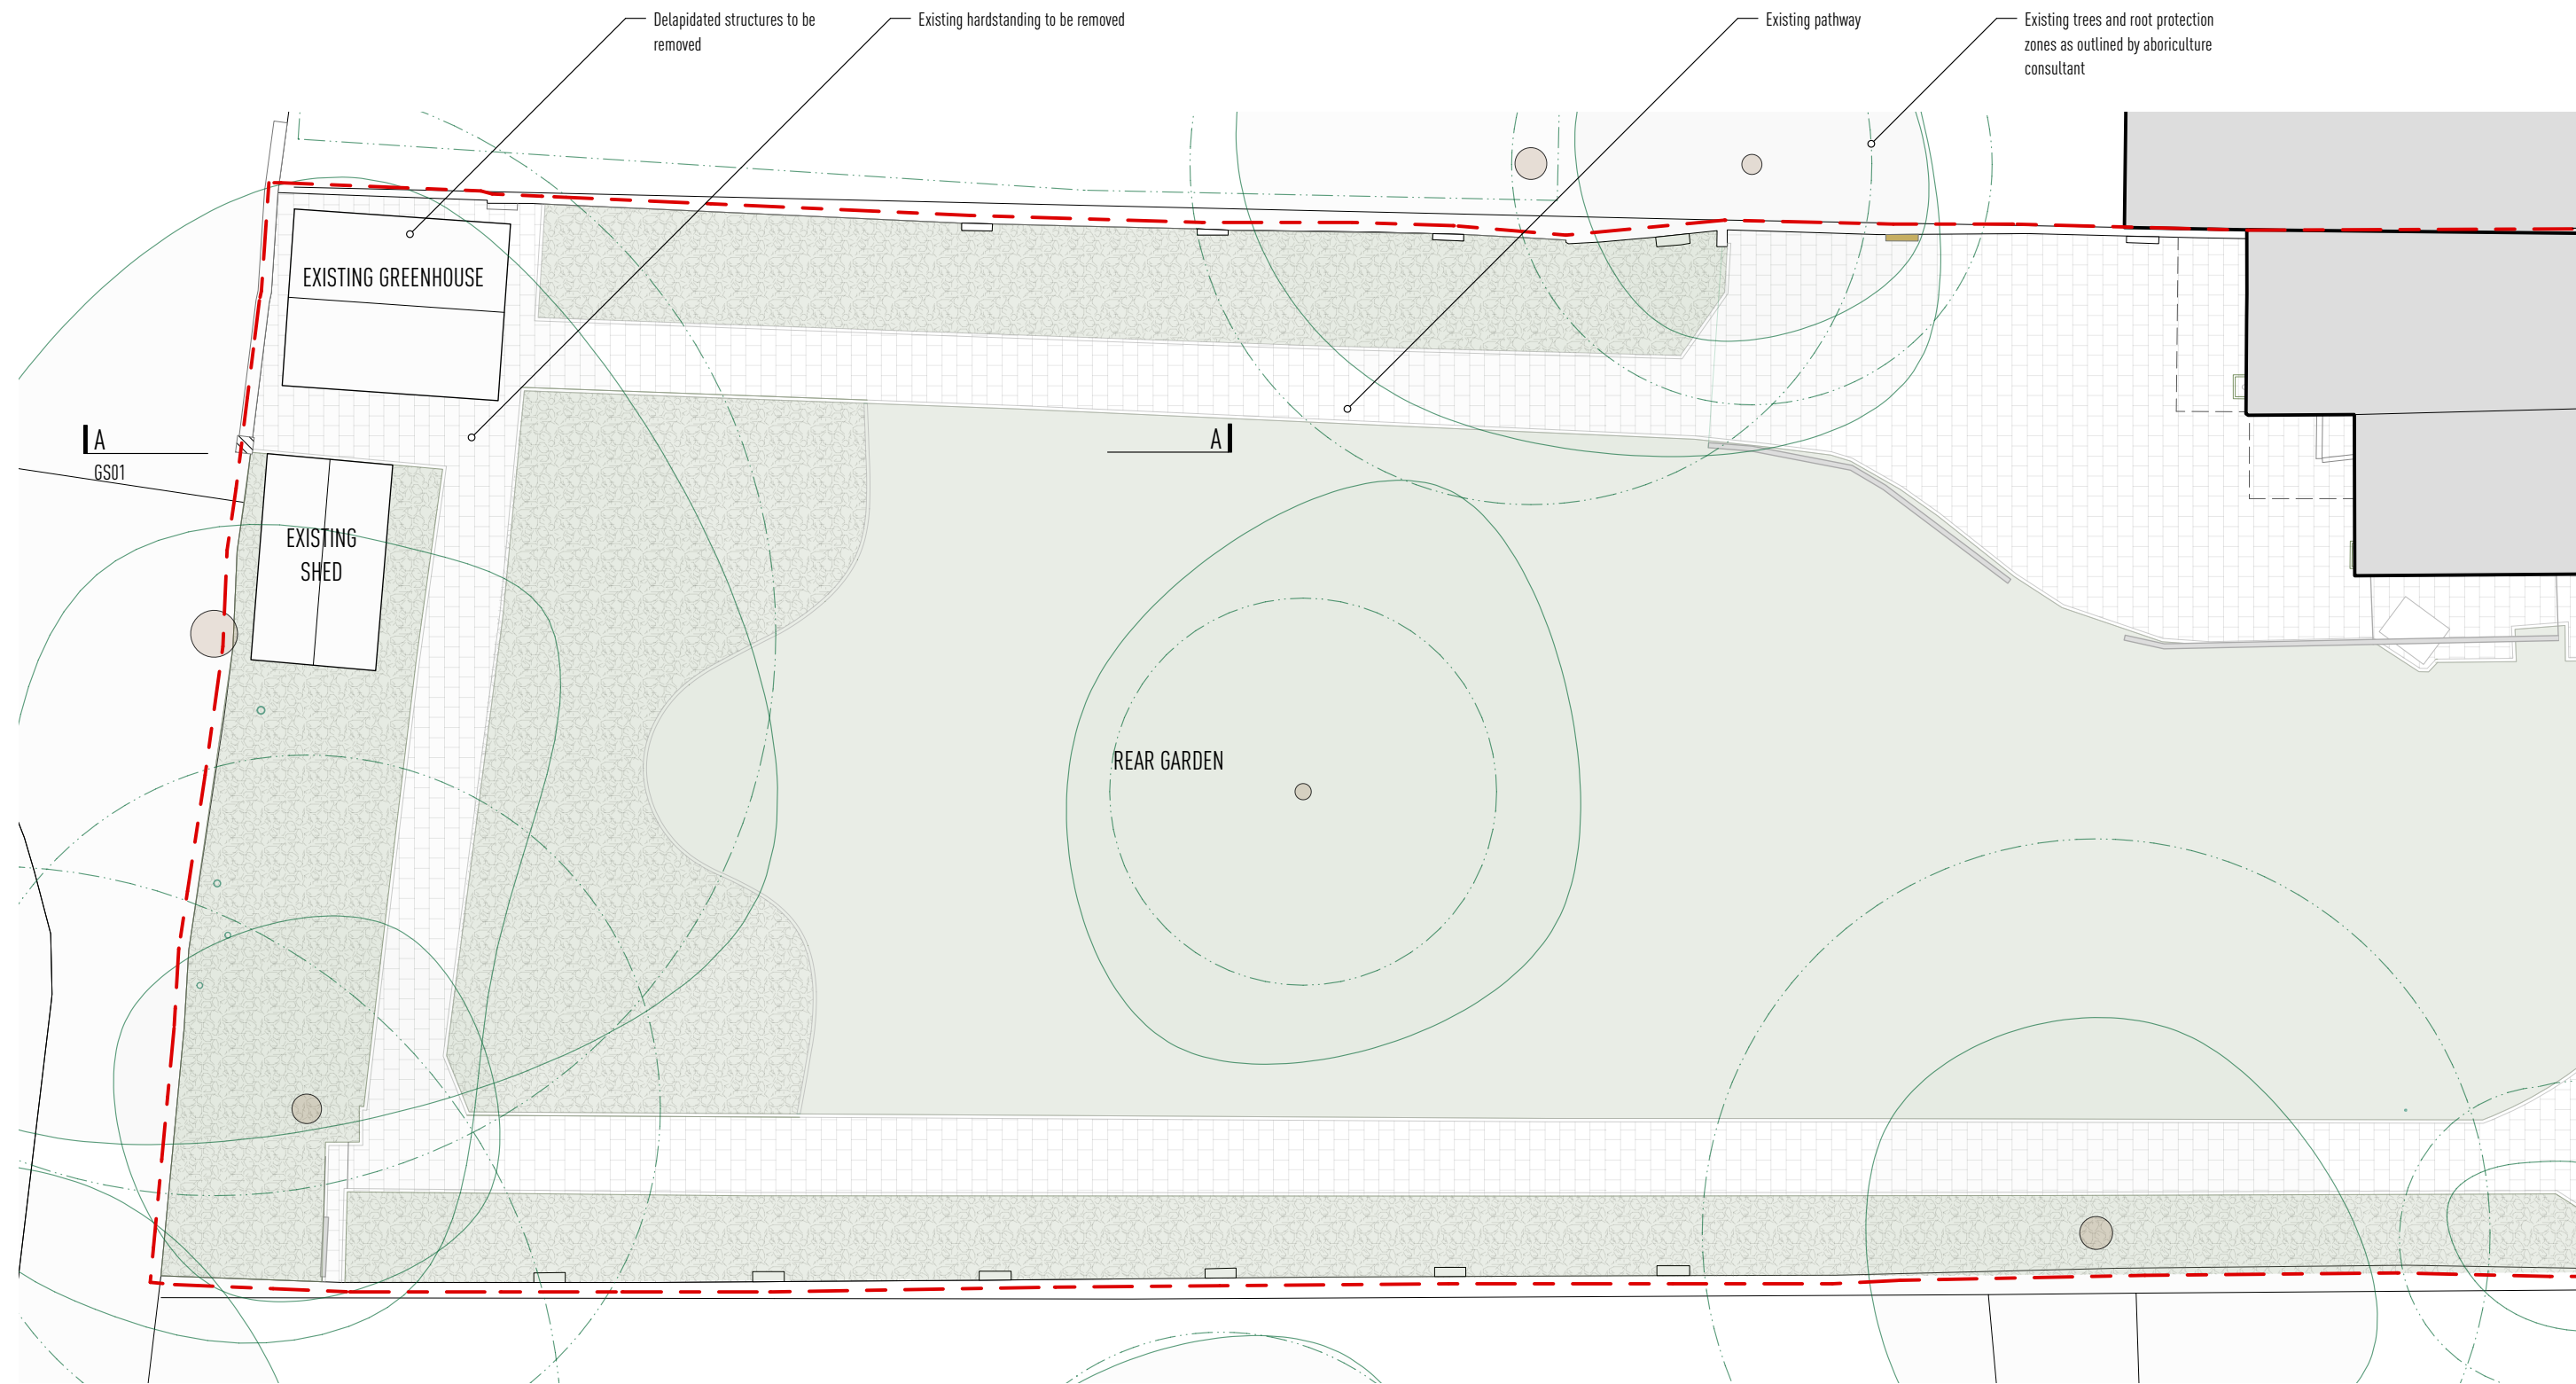 Delapidated structures to be
removed
Existing hardstanding to be removed
Existing pathway
Existing trees and root protection
zones as outlined by aboriculture
consultant
EXISTING GREENHOUSE
A
GS01
A
EXISTING
SHED
REAR GARDEN